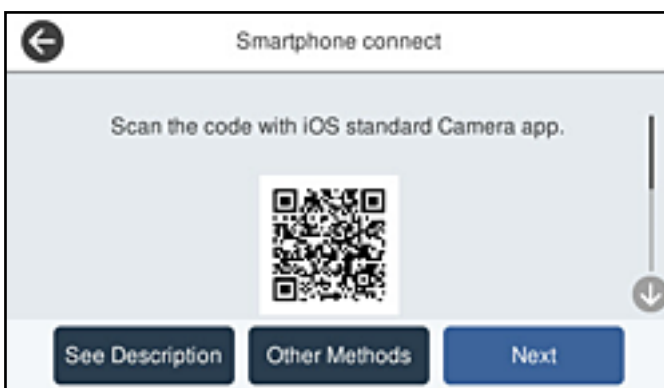 Smartphone connect
Scan the code with iOS standard Camera app.
See Description
Other Methods
Next